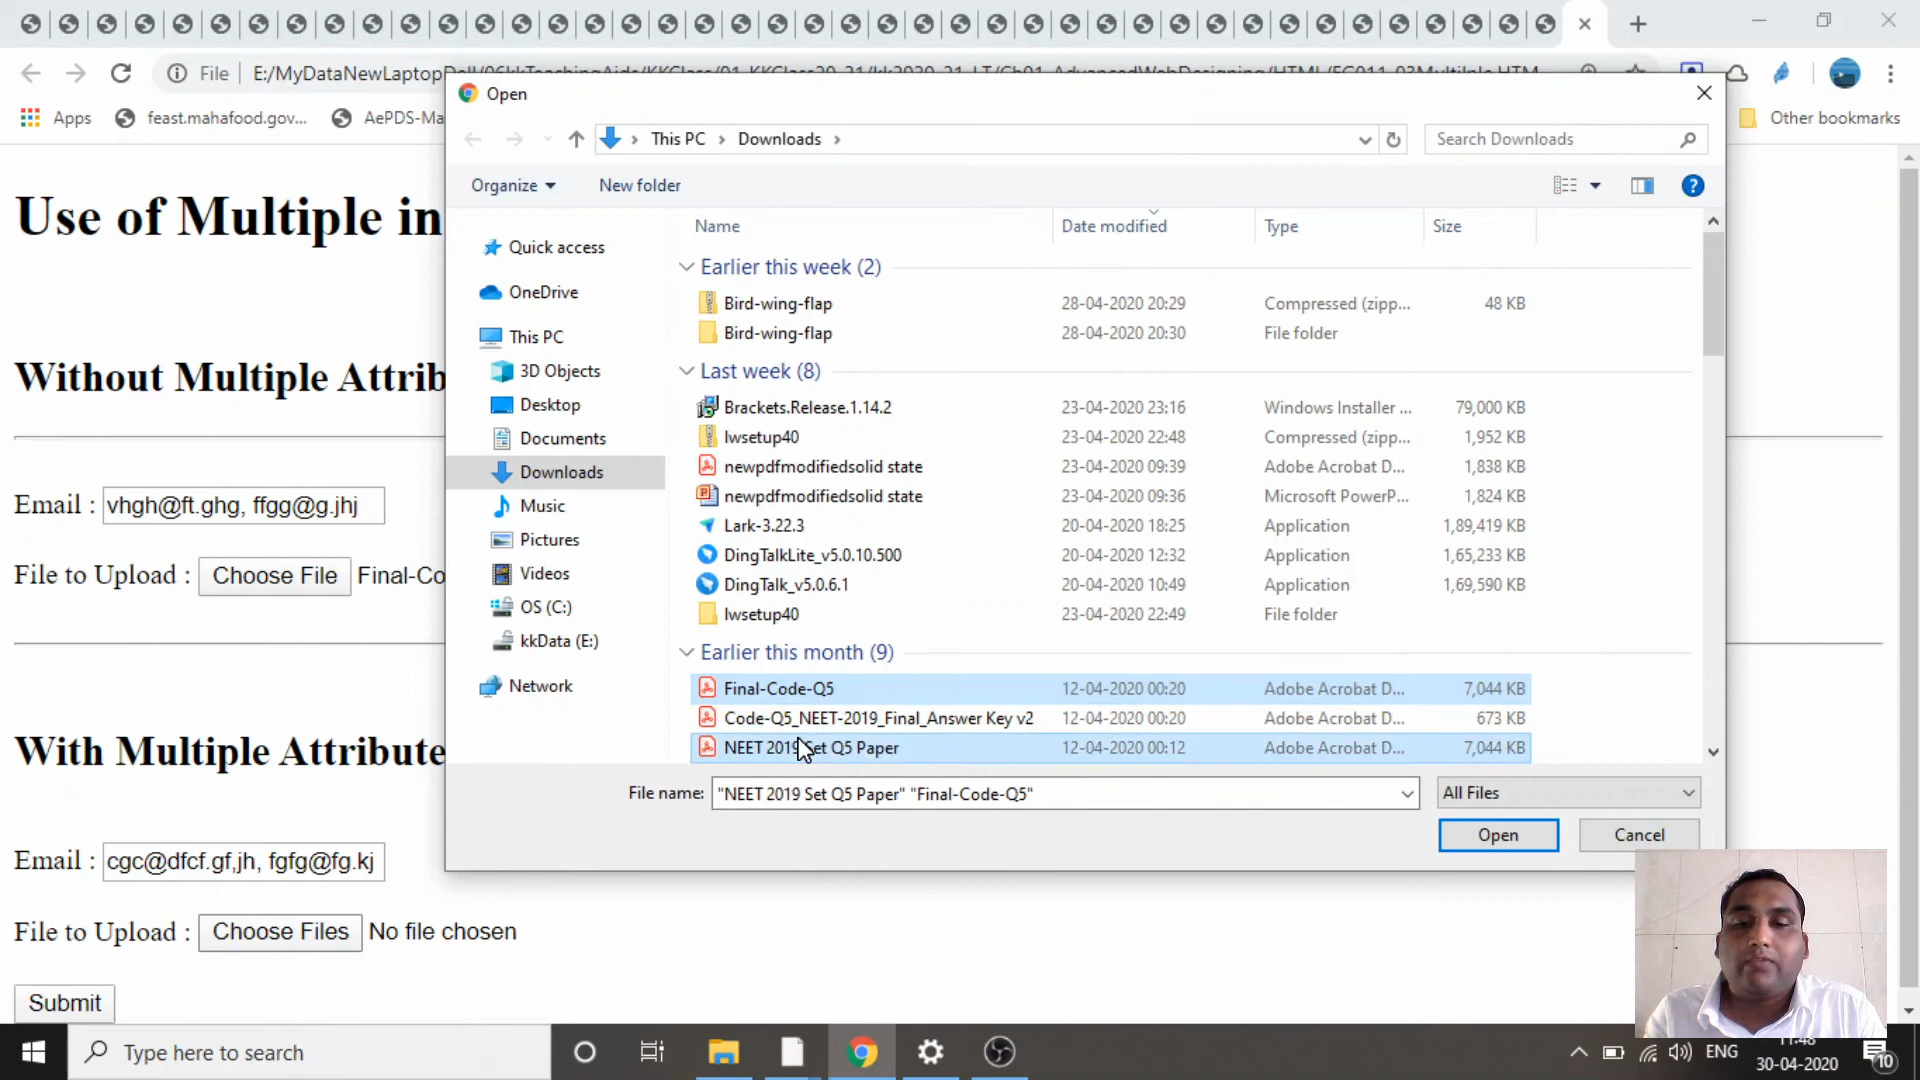 File
E:/MyDataNewLaptopDell/06kkTeachingAids/KKClass/01_KKClass20-21/kk2020_21_IT/Ch01_AdvancedWebDesigning/HTML/
Apps
feast.mahafood.gov...
AePDS-Ma
Other bookmarks
Open
This PC
Downloads
Search Downloads
Organize
New folder
Name
Date modified
Type
Size
Quick access
OneDrive
This PC
3D Objects
Desktop
Documents
Downloads
Music
Pictures
Videos
OS (C:)
kkData (E:)
Network
Earlier this week (2)
Bird-wing-flap 28-04-2020 20:29 Compressed (zipp... 48 KB
Bird-wing-flap 28-04-2020 20:30 File folder
Last week (8)
Brackets.Release.1.14.2 23-04-2020 23:16 Windows Installer ... 79,000 KB
lwsetup40 23-04-2020 22:48 Compressed (zipp... 1,952 KB
newpdfmodifiedsolid state 23-04-2020 09:39 Adobe Acrobat D... 1,838 KB
newpdfmodifiedsolid state 23-04-2020 09:36 Microsoft PowerP... 1,824 KB
Lark-3.22.3 20-04-2020 18:25 Application 1,89,419 KB
DingTalkLite_v5.0.10.500 20-04-2020 12:32 Application 1,65,233 KB
DingTalk_v5.0.6.1 20-04-2020 10:49 Application 1,69,590 KB
lwsetup40 23-04-2020 22:49 File folder
Earlier this month (9)
Final-Code-Q5 12-04-2020 00:20 Adobe Acrobat D... 7,044 KB
Code-Q5_NEET-2019_Final_Answer Key v2 12-04-2020 00:20 Adobe Acrobat D... 673 KB
NEET 2019 Set Q5 Paper 12-04-2020 00:12 Adobe Acrobat D... 7,044 KB
File name: "NEET 2019 Set Q5 Paper" "Final-Code-Q5"
All Files
Open
Cancel
Use of Multiple in
Without Multiple Attrib
Email : vhgh@ft.ghg, ffgg@g.jhj
File to Upload : Choose File Final-Co
With Multiple Attribute
Email : cgc@dfcf.gf,jh, fgfg@fg.kj
File to Upload : Choose Files No file chosen
Submit
Type here to search
ENG
11:48
30-04-2020
10